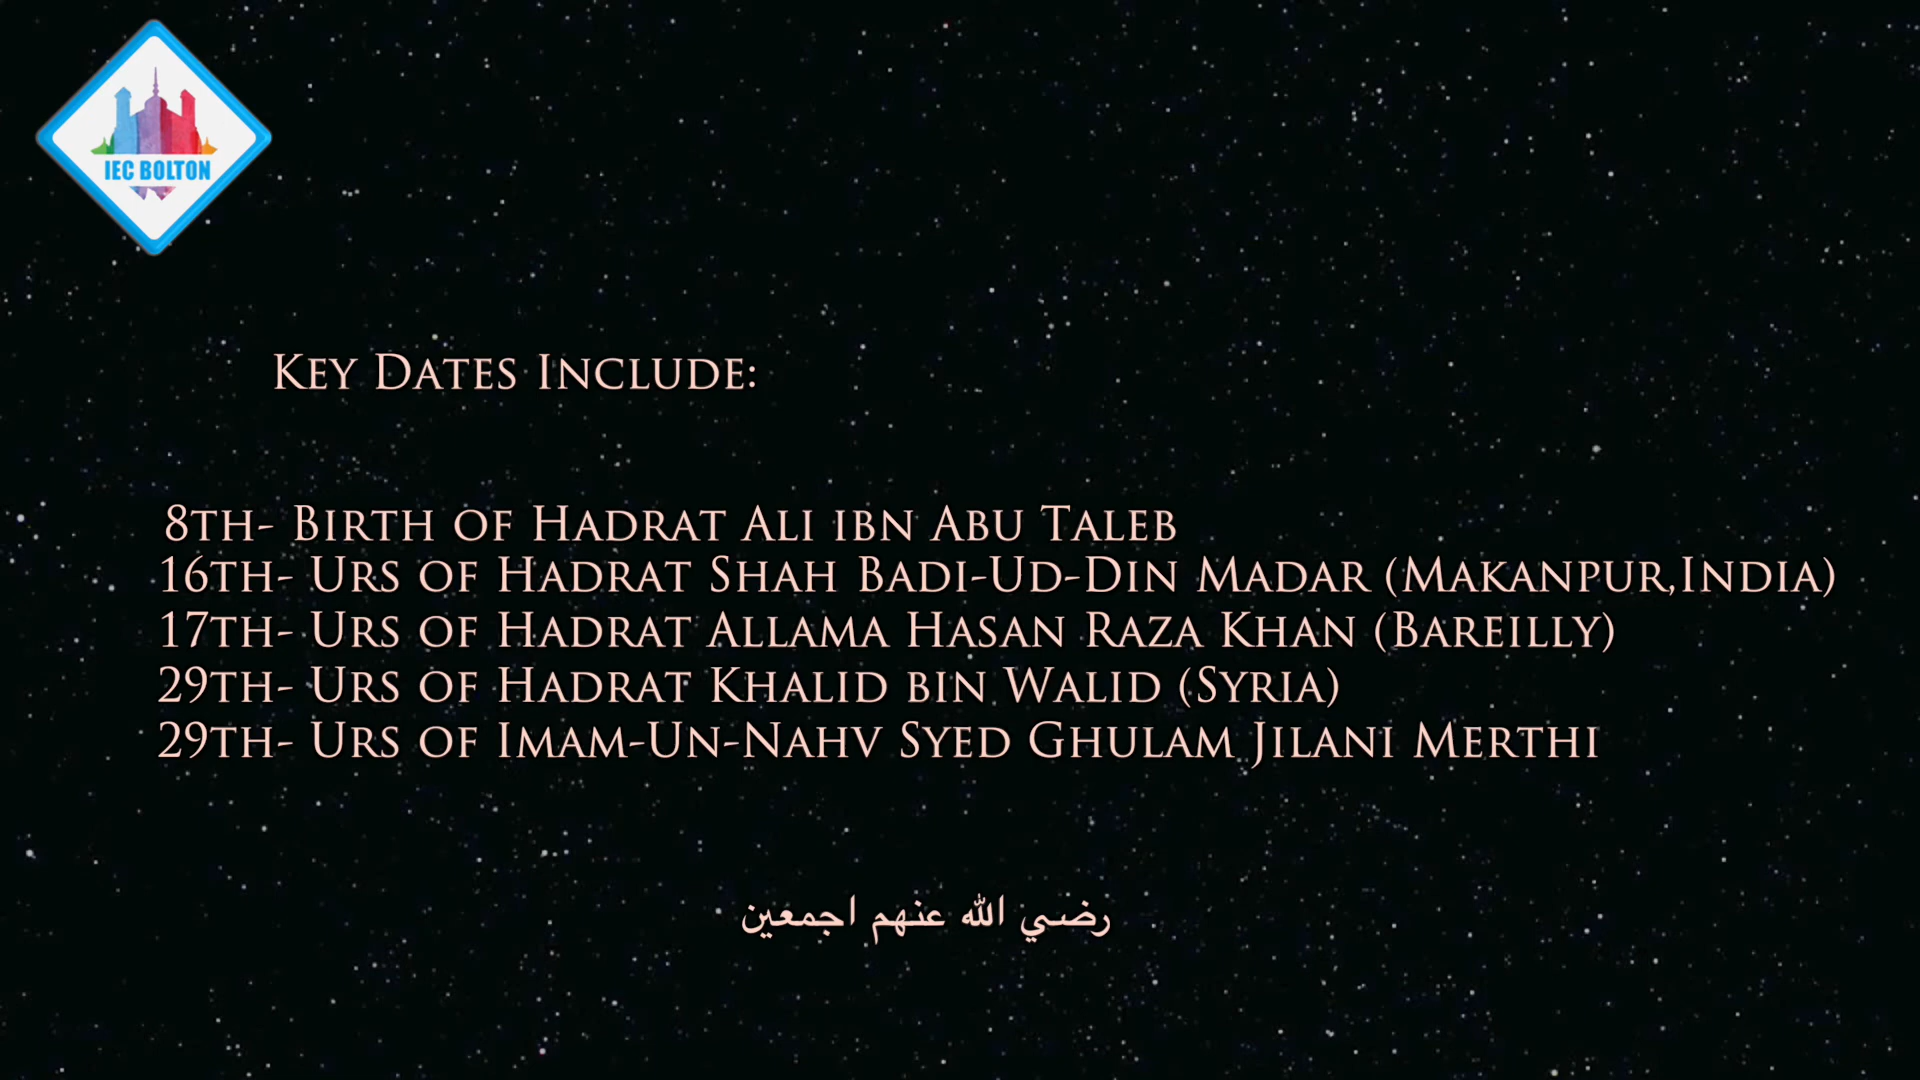 IEC BOLTON
Key Dates Include:
8th- Birth of Hadrat Ali ibn Abu Taleb
16th- Urs of Hadrat Shah Badi-Ud-Din Madar (Makanpur,India)
17th- Urs of Hadrat Allama Hasan Raza Khan (Bareilly)
29th- Urs of Hadrat Khalid bin Walid (Syria)
29th- Urs of Imam-Un-Nahv Syed Ghulam Jilani Merthi
رضي الله عنهم اجمعين